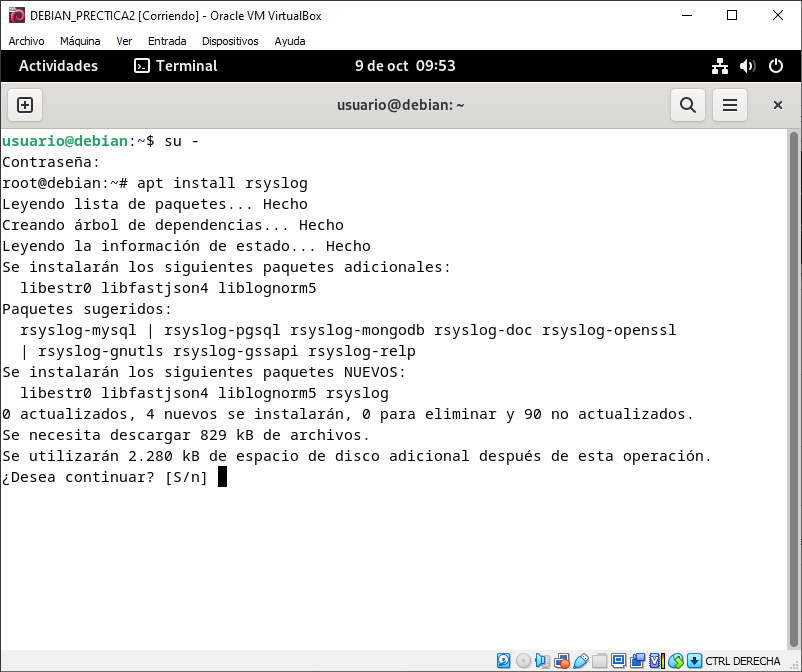 DEBIAN_PRECTICA2 [Corriendo] - Oracle VM VirtualBox
Archivo Máquina Ver Entrada Dispositivos Ayuda
Actividades Terminal 9 de oct 09:53
usuario@debian: ~
usuario@debian:~$ su -
Contraseña:
root@debian:~# apt install rsyslog
Leyendo lista de paquetes... Hecho
Creando árbol de dependencias... Hecho
Leyendo la información de estado... Hecho
Se instalarán los siguientes paquetes adicionales:
  libestr0 libfastjson4 liblognorm5
Paquetes sugeridos:
  rsyslog-mysql | rsyslog-pgsql rsyslog-mongodb rsyslog-doc rsyslog-openssl
  | rsyslog-gnutls rsyslog-gssapi rsyslog-relp
Se instalarán los siguientes paquetes NUEVOS:
  libestr0 libfastjson4 liblognorm5 rsyslog
0 actualizados, 4 nuevos se instalarán, 0 para eliminar y 90 no actualizados.
Se necesita descargar 829 kB de archivos.
Se utilizarán 2.280 kB de espacio de disco adicional después de esta operación.
¿Desea continuar? [S/n]
CTRL DERECHA